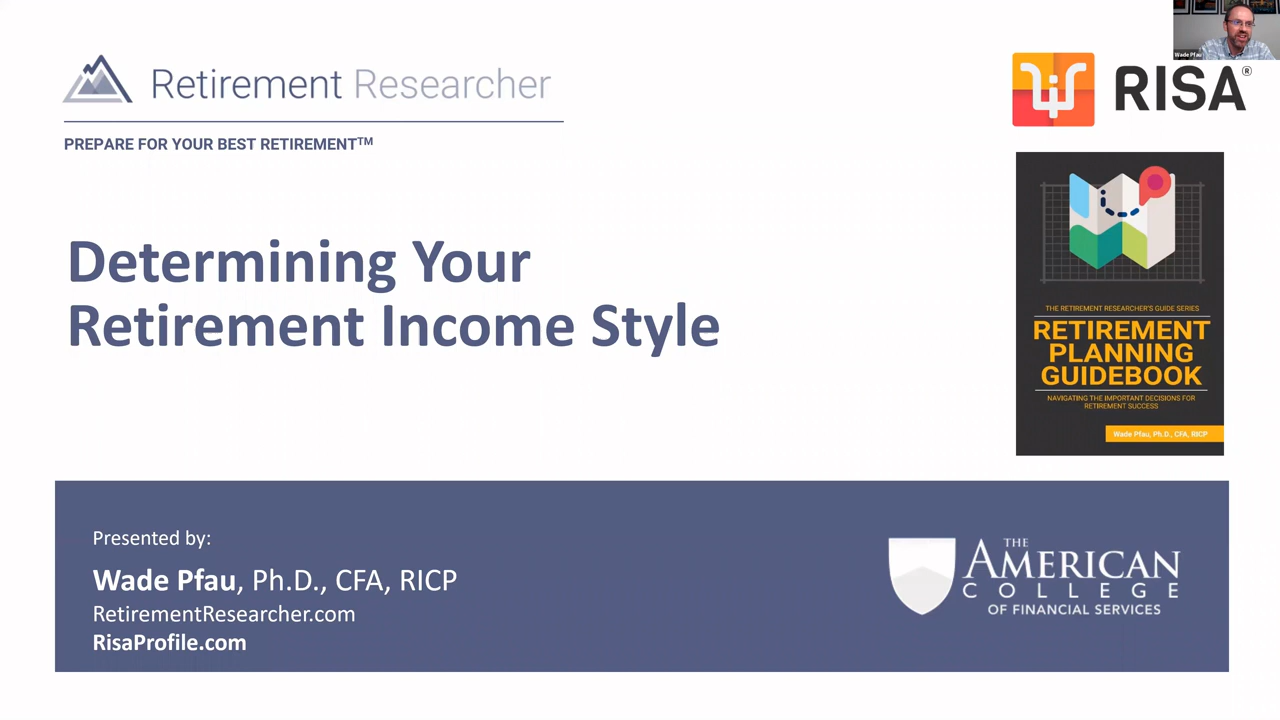 Wade Pfau
Retirement Researcher
PREPARE FOR YOUR BEST RETIREMENT™
RISA®
Determining Your
Retirement Income Style
THE RETIREMENT RESEARCHER'S GUIDE SERIES
RETIREMENT
PLANNING
GUIDEBOOK
NAVIGATING THE IMPORTANT DECISIONS FOR
RETIREMENT SUCCESS
Wade Pfau, Ph.D., CFA, RICP
Presented by:
Wade Pfau, Ph.D., CFA, RICP
RetirementResearcher.com
RisaProfile.com
THE
AMERICAN
COLLEGE
OF FINANCIAL SERVICES